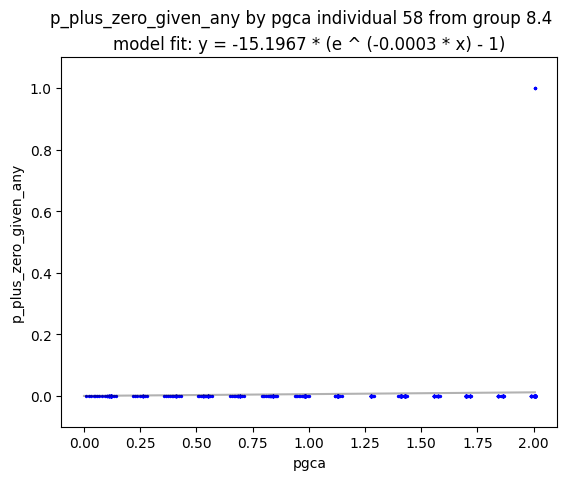 p_plus_zero_given_any by pgca individual 58 from group 8.4
model fit: y = -15.1967 * (e ^ (-0.0003 * x) - 1)
1.0
0.8
0.6
0.4
0.2
0.0
p_plus_zero_given_any
0.00 0.25 0.50 0.75 1.00 1.25 1.50 1.75 2.00
pgca